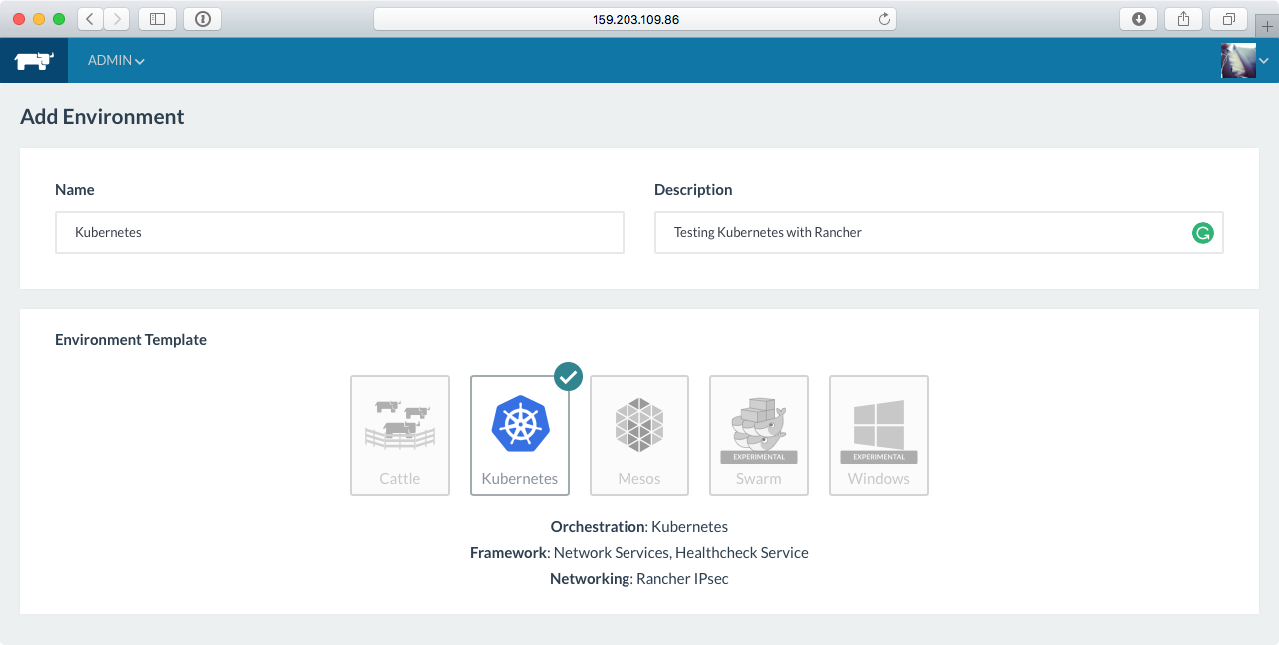 159.203.109.86
ADMIN
Add Environment
Name
Description
Kubernetes
Testing Kubernetes with Rancher
Environment Template
EXPERIMENTAL
EXPERIMENTAL
Cattle
Kubernetes
Mesos
Swarm
Windows
Orchestration: Kubernetes
Framework: Network Services, Healthcheck Service
Networking: Rancher IPsec